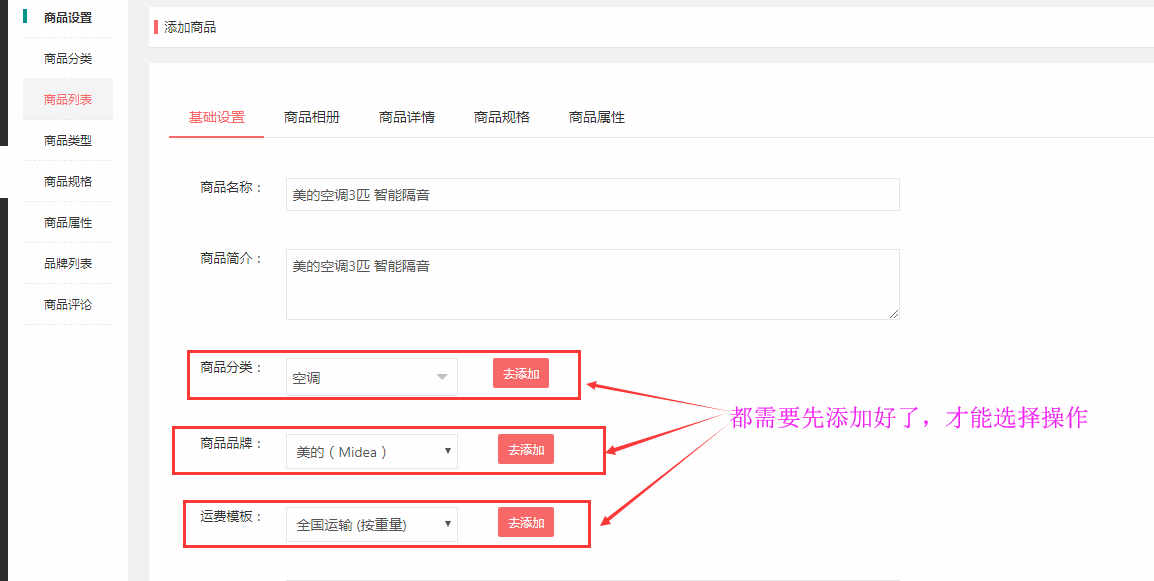 商品设置
商品分类
商品列表
商品类型
商品规格
商品属性
品牌列表
商品评论
添加商品
基础设置 商品相册 商品详情 商品规格 商品属性
商品名称： 美的空调3匹 智能隔音
商品简介： 美的空调3匹 智能隔音
商品分类： 空调 去添加
都需要先添加好了，才能选择操作
商品品牌： 美的（Midea） 去添加
运费模板： 全国运输 (按重量) 去添加